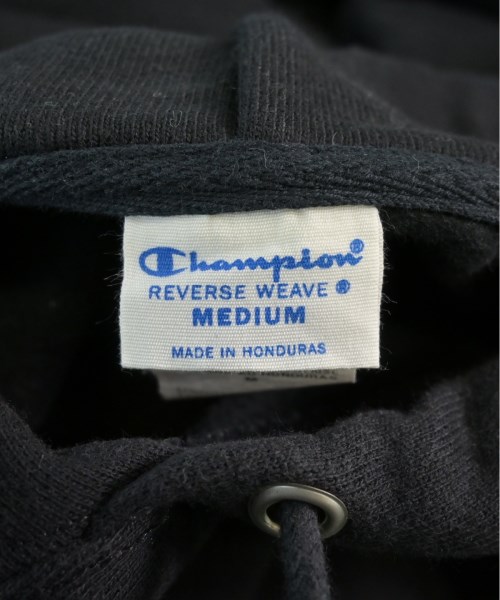 Champion®
REVERSE WEAVE ®
MEDIUM
MADE IN HONDURAS